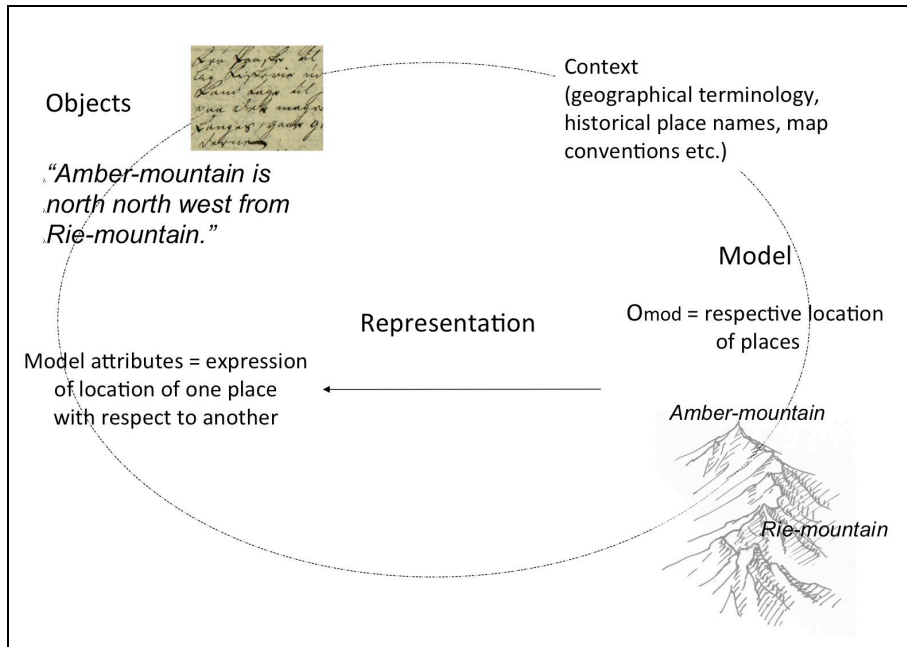 Objects
"Amber-mountain is
north north west from
Rie-mountain."
Context
(geographical terminology,
historical place names, map
conventions etc.)
Model
Omod = respective location
of places
Representation
Model attributes = expression
of location of one place
with respect to another
Amber-mountain
Rie-mountain